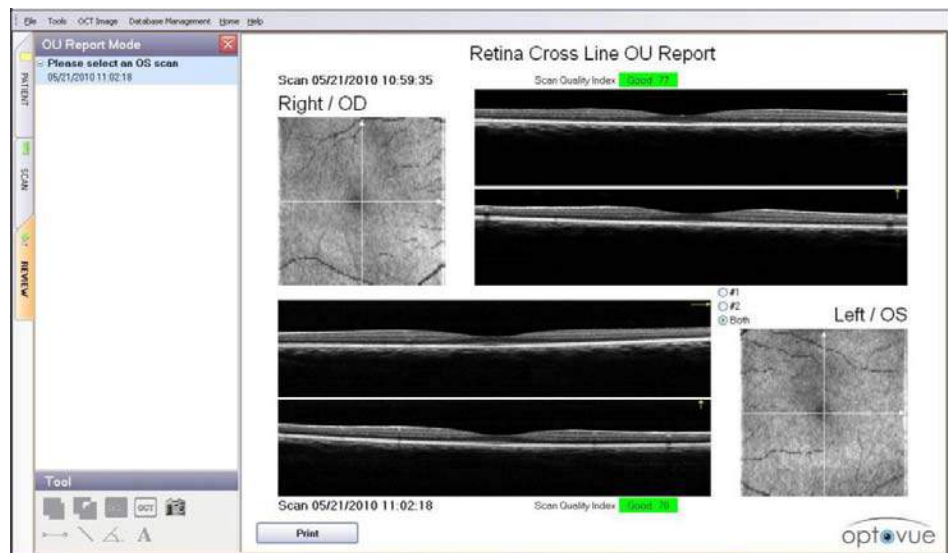 File Tools OCT Image Database Management Home Help
OU Report Mode
Please select an OS scan
05/21/2010 11:02:18
PATIENT
SCAN
REVIEW
Retina Cross Line OU Report
Scan 05/21/2010 10:59:35
Scan Quality Index Good 77
Right / OD
#1
#2
Both
Left / OS
Tool
OCT
A
Scan 05/21/2010 11:02:18
Scan Quality Index Good
Print
optovue